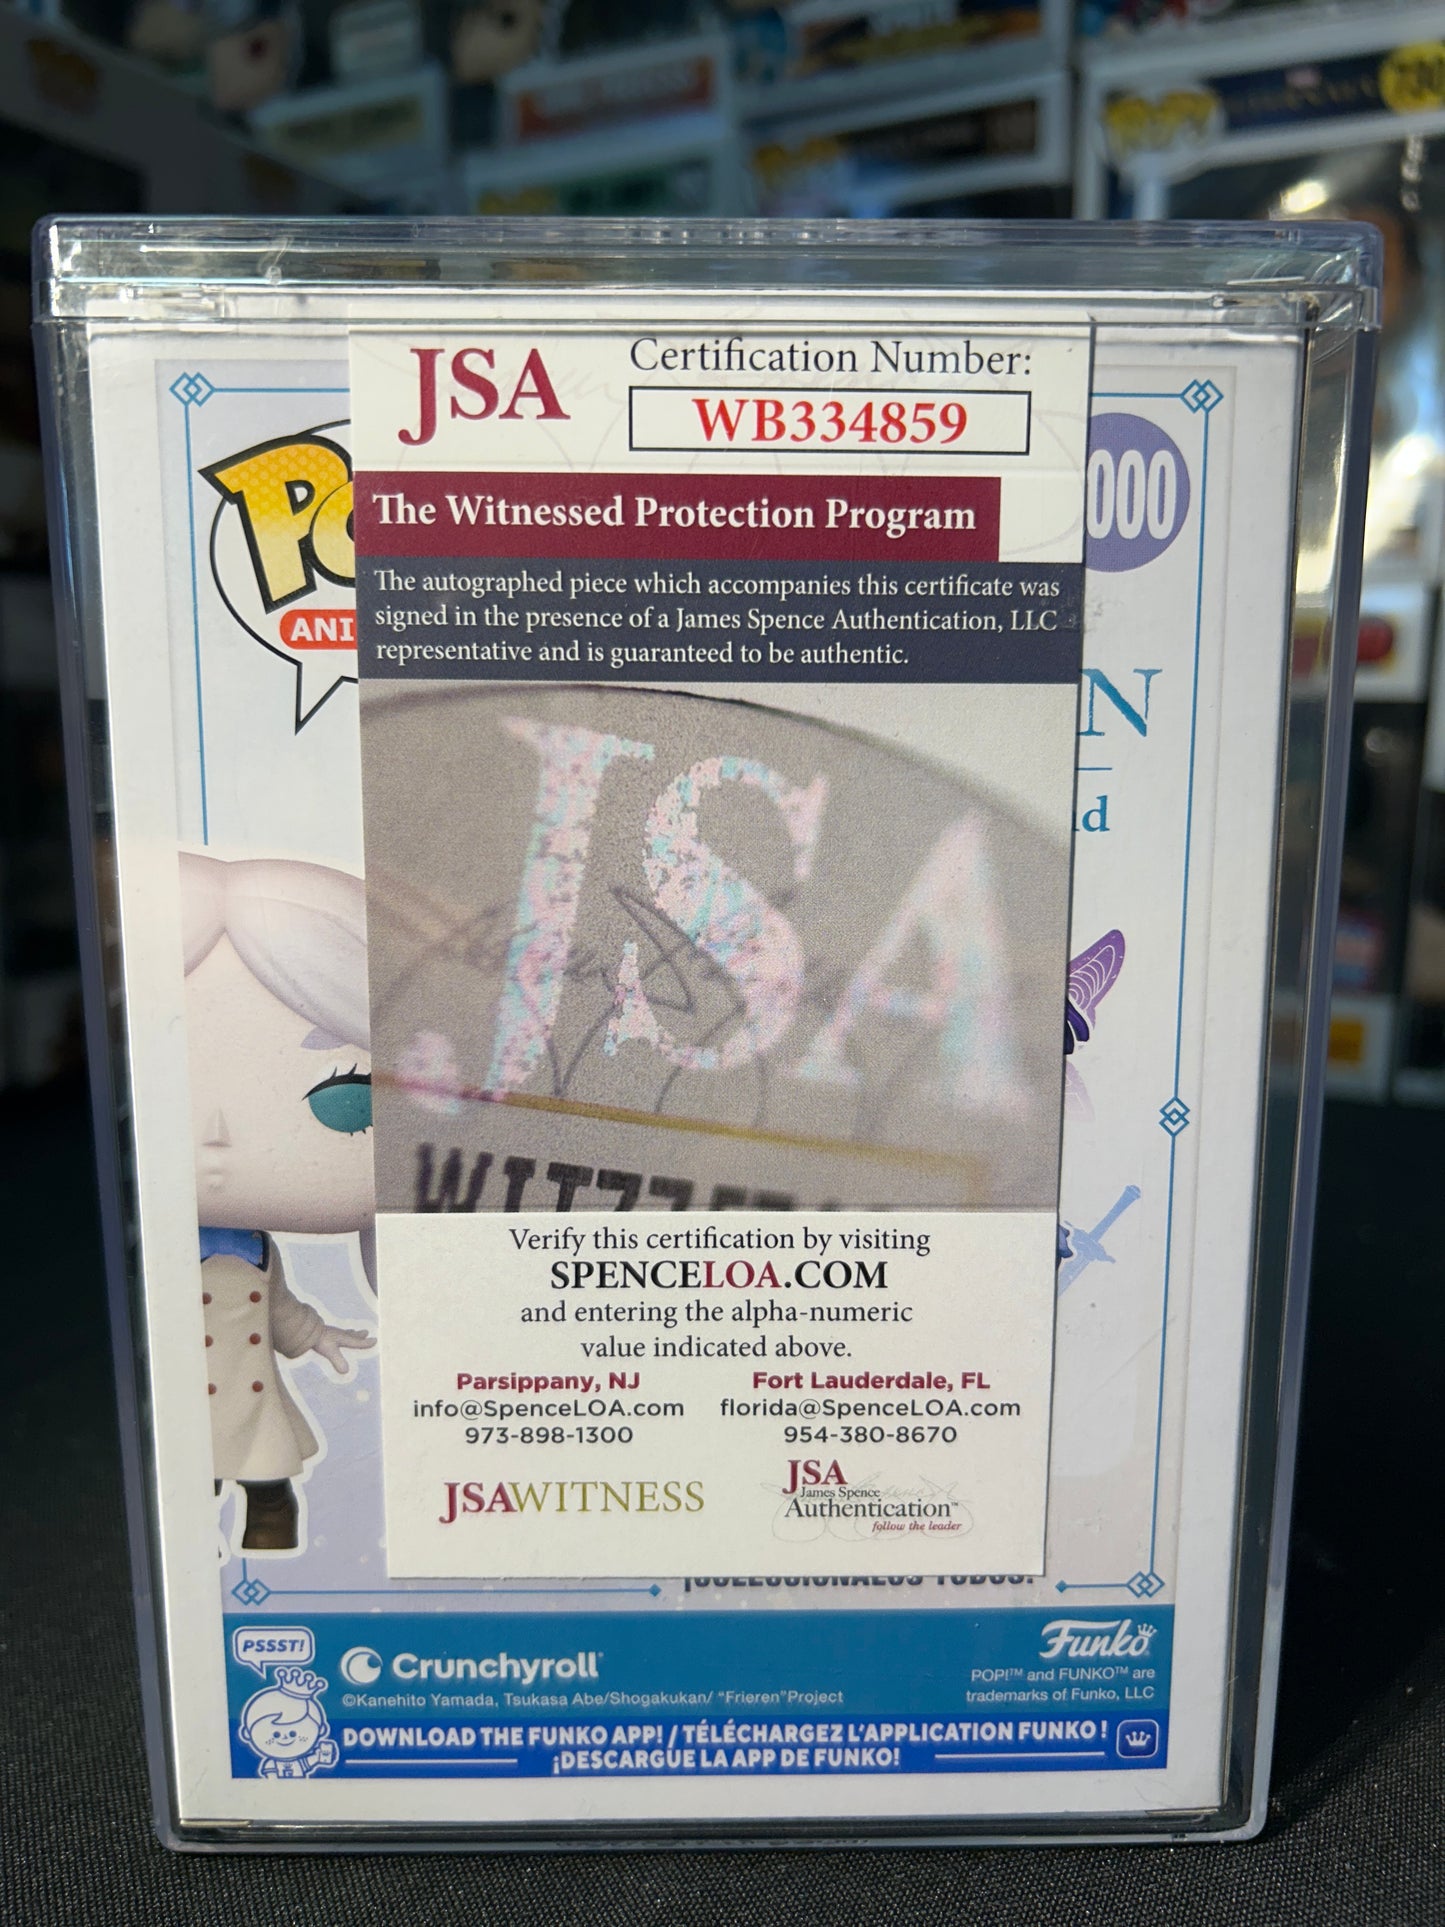 JSA
Certification Number:
WB334859
The Witnessed Protection Program
000
The autographed piece which accompanies this certificate was
signed in the presence of a James Spence Authentication, LLC
representative and is guaranteed to be authentic.
PO
ANI
N
d
JSA
Verify this certification by visiting
SPENCELOA.COM
and entering the alpha-numeric
value indicated above.
Parsippany, NJ
info@SpenceLOA.com
973-898-1300
Fort Lauderdale, FL
florida@SpenceLOA.com
954-380-8670
JSAWITNESS
JSA
James Spence
Authentication™
follow the leader
PSSST!
Crunchyroll
©Kanehito Yamada, Tsukasa Abe/Shogakukan/ "Frieren"Project
Funko
POP!™ and FUNKO™ are
trademarks of Funko, LLC
DOWNLOAD THE FUNKO APP! / TÉLÉCHARGEZ L'APPLICATION FUNKO !
¡DESCARGUE LA APP DE FUNKO!